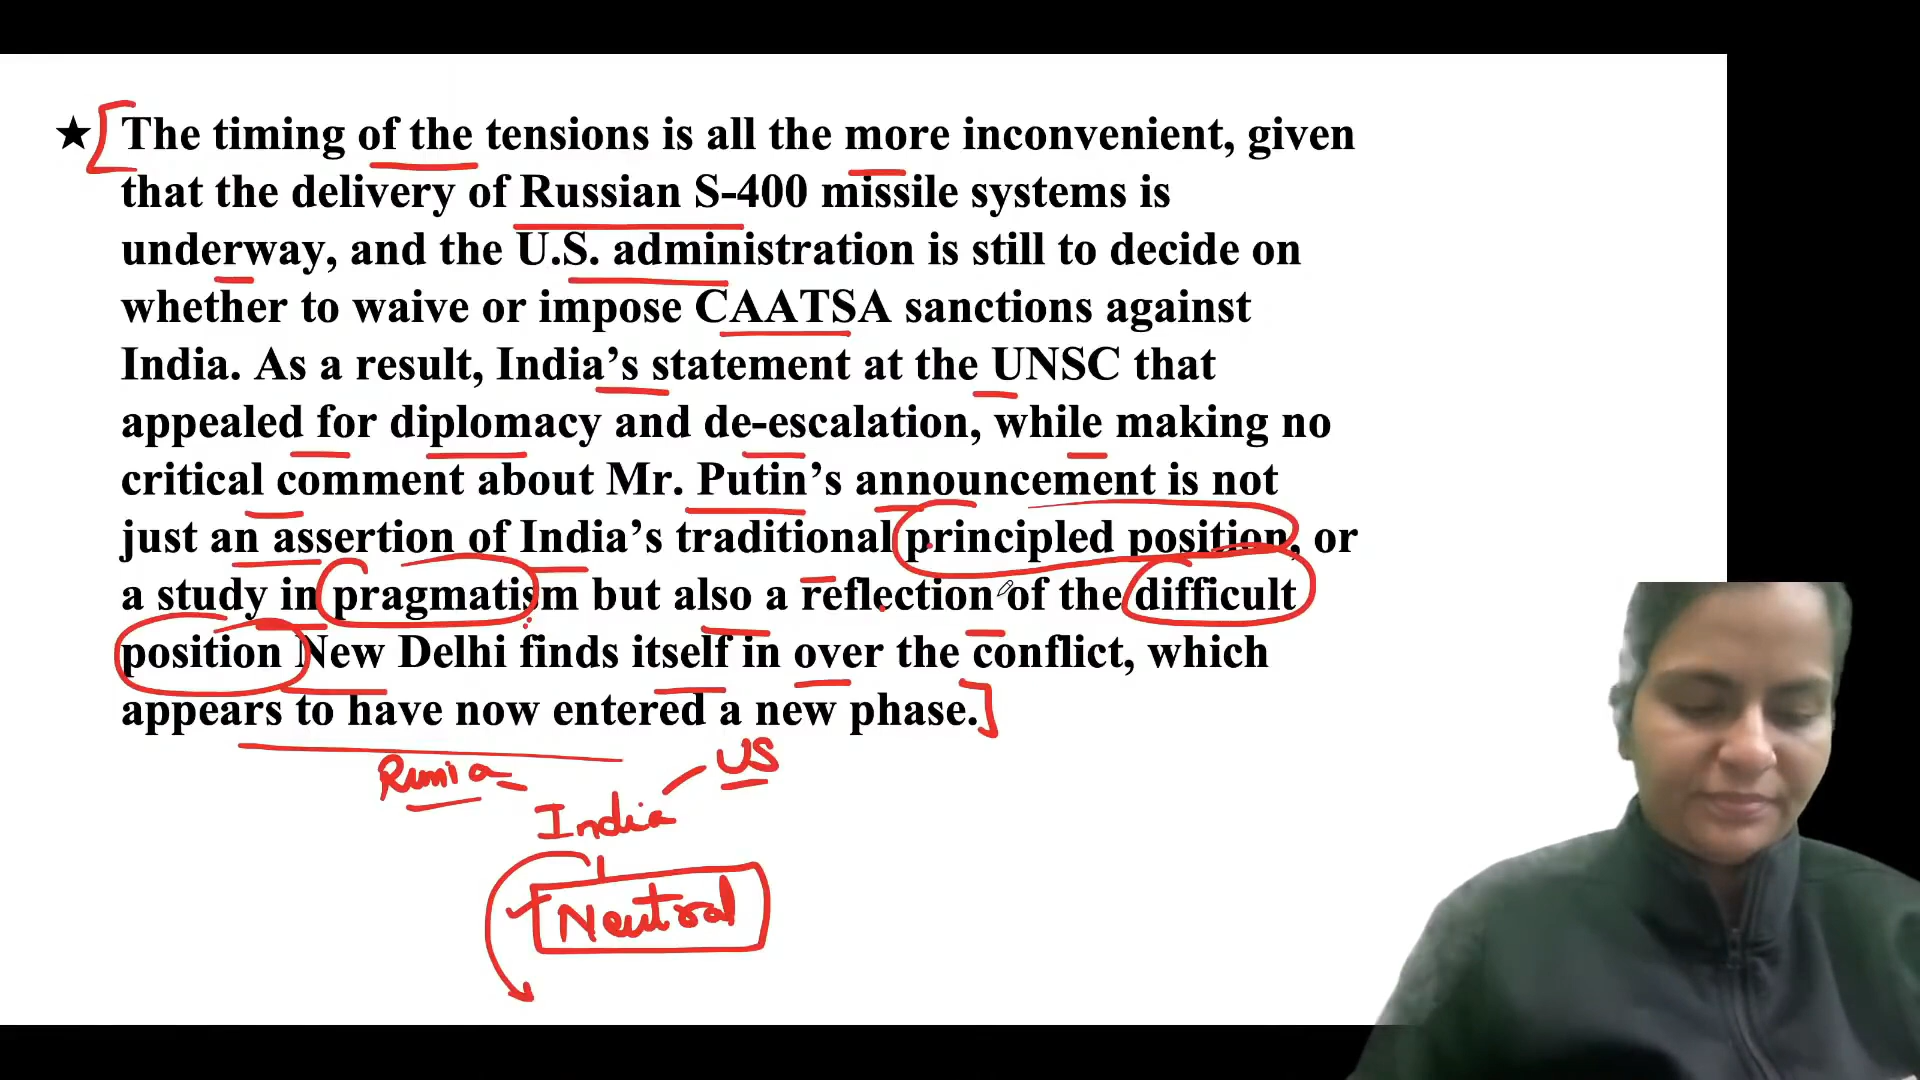 ★ The timing of the tensions is all the more inconvenient, given
that the delivery of Russian S-400 missile systems is
underway, and the U.S. administration is still to decide on
whether to waive or impose CAATSA sanctions against
India. As a result, India’s statement at the UNSC that
appealed for diplomacy and de-escalation, while making no
critical comment about Mr. Putin’s announcement is not
just an assertion of India’s traditional principled position, or
a study in pragmatism but also a reflection of the difficult
position New Delhi finds itself in over the conflict, which
appears to have now entered a new phase.
Russia US
India
Neutral